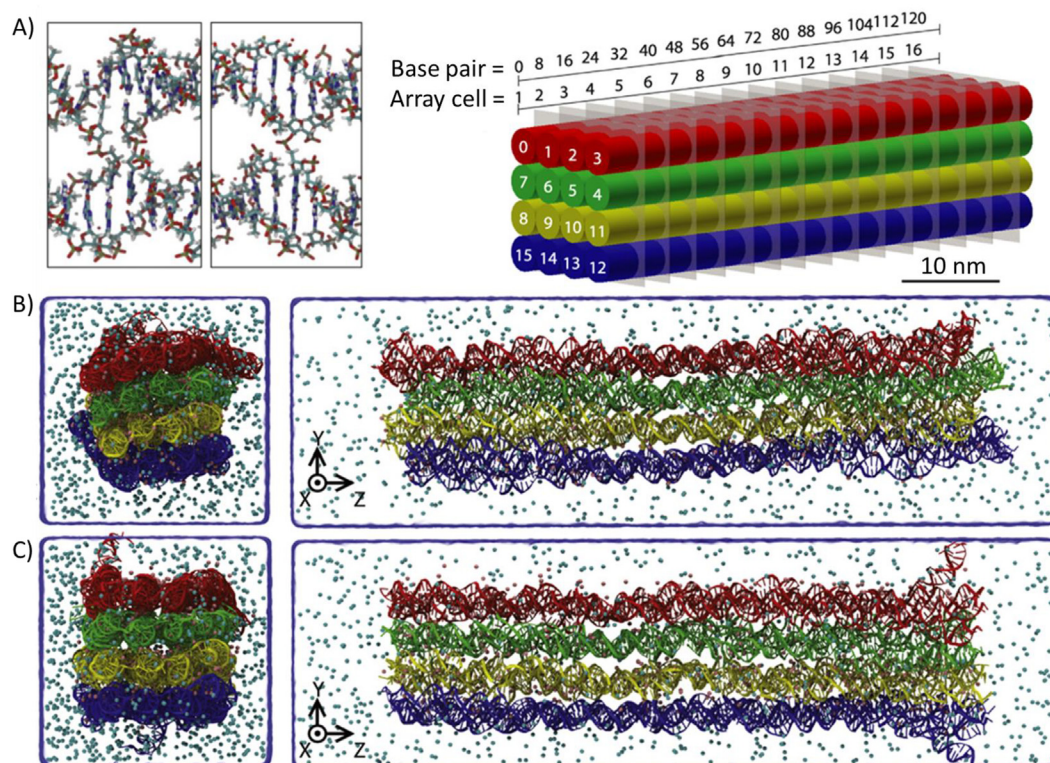 A)
0 8 16 24 32 40 48 56 64 72 80 88 96 104 112 120
Base pair =
Array cell = 1 2 3 4 5 6 7 8 9 10 11 12 13 14 15 16
0 1 2 3
7 6 5 4
8 9 10 11
15 14 13 12
10 nm
B)
Y
X Z
C)
Y
X Z